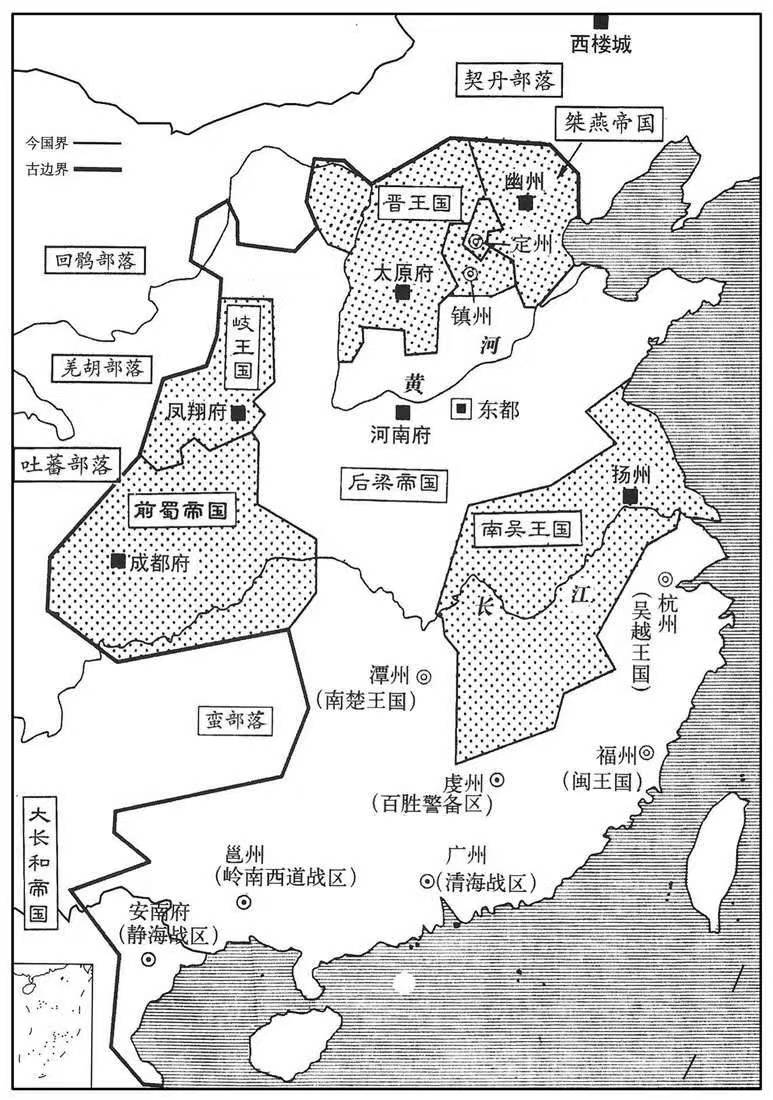 西楼城
契丹部落
桀燕帝国
今国界
古边界
幽州
晋王国
定州
回鹘部落
太原府
镇州
岐王国
河
羌胡部落
黄
凤翔府
东都
河南府
吐蕃部落
后梁帝国
扬州
前蜀帝国
南吴王国
成都府
长
江
杭州
(吴越王国)
潭州
(南楚王国)
蛮部落
福州
(闽王国)
虔州
(百胜警备区)
大长和帝国
邕州
(岭南西道战区)
广州
(清海战区)
安南府
(静海战区)